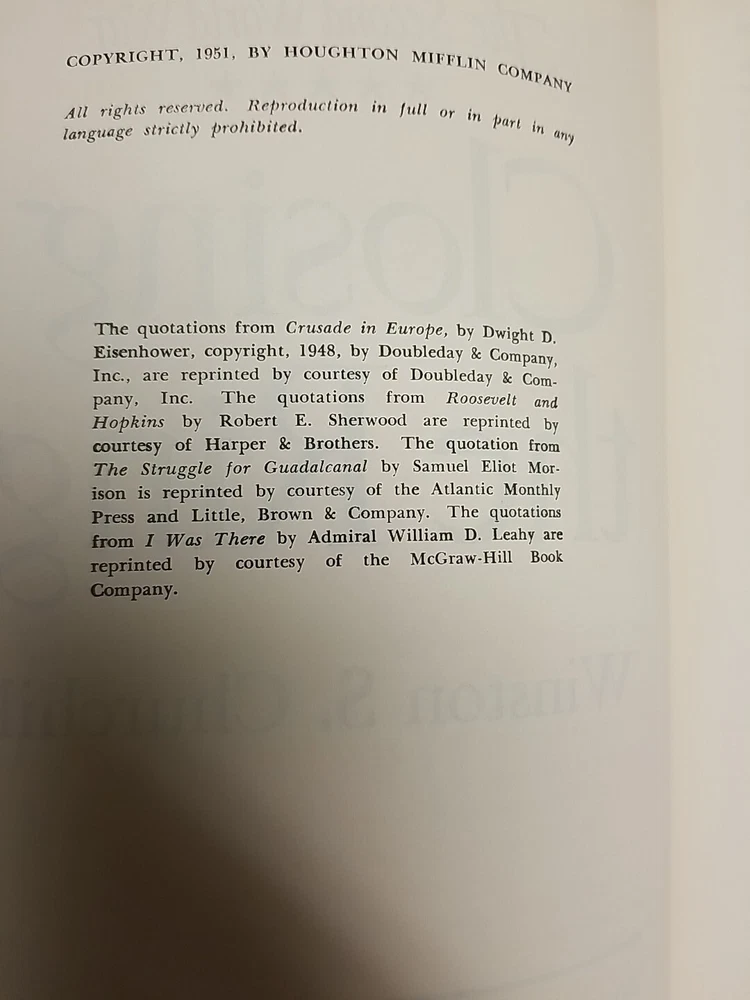 COPYRIGHT, 1951, BY HOUGHTON MIFFLIN COMPANY
All rights reserved. Reproduction in full or in part in any
language strictly prohibited.
The quotations from Crusade in Europe, by Dwight D.
Eisenhower, copyright, 1948, by Doubleday & Company,
Inc., are reprinted by courtesy of Doubleday & Com-
pany, Inc. The quotations from Roosevelt and
Hopkins by Robert E. Sherwood are reprinted by
courtesy of Harper & Brothers. The quotation from
The Struggle for Guadalcanal by Samuel Eliot Mor-
ison is reprinted by courtesy of the Atlantic Monthly
Press and Little, Brown & Company. The quotations
from I Was There by Admiral William D. Leahy are
reprinted by courtesy of the McGraw-Hill Book
Company.
Closing
Winston S. Churchill